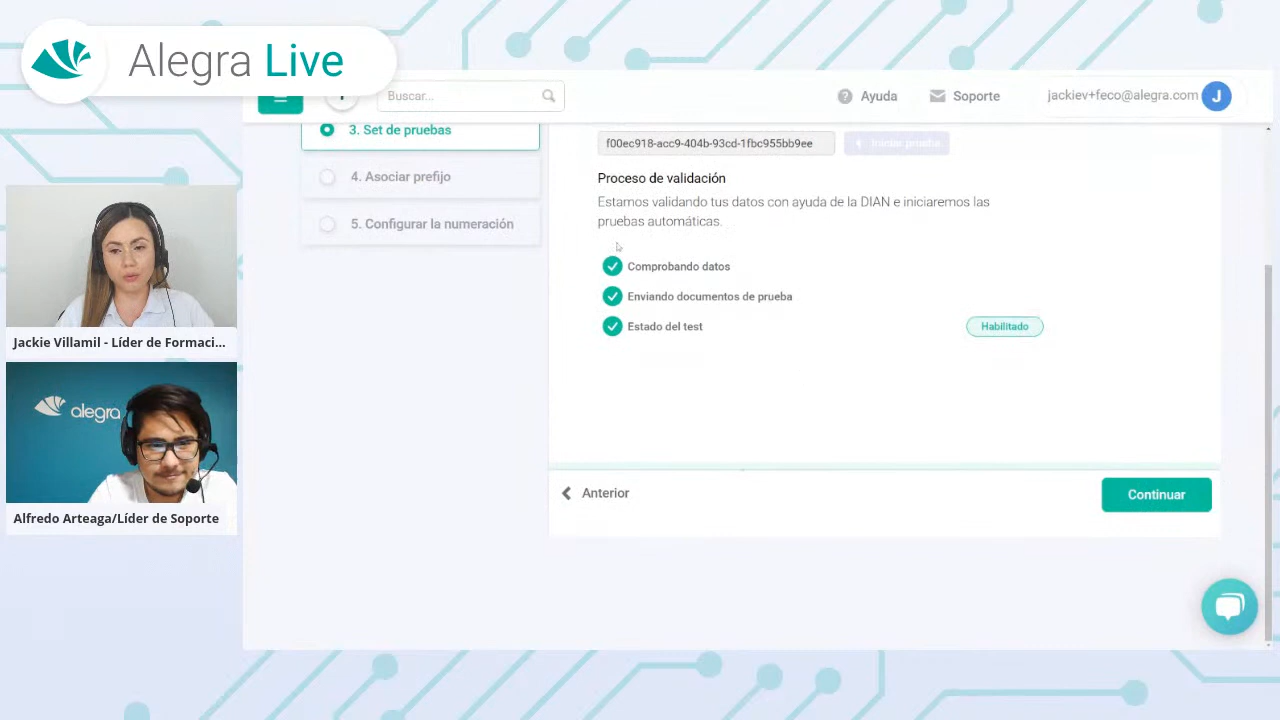 Alegra Live
Buscar...
Ayuda
Soporte
jackiev+feco@alegra.com
J
3. Set de pruebas
4. Asociar prefijo
5. Configurar la numeración
f00ec918-acc9-404b-93cd-1fbc955bb9ee
Iniciar prueba
Proceso de validación
Estamos validando tus datos con ayuda de la DIAN e iniciaremos las
pruebas automáticas.
Comprobando datos
Enviando documentos de prueba
Estado del test
Habilitado
Anterior
Continuar
Jackie Villamil - Líder de Formaci...
alegra
Alfredo Arteaga/Líder de Soporte